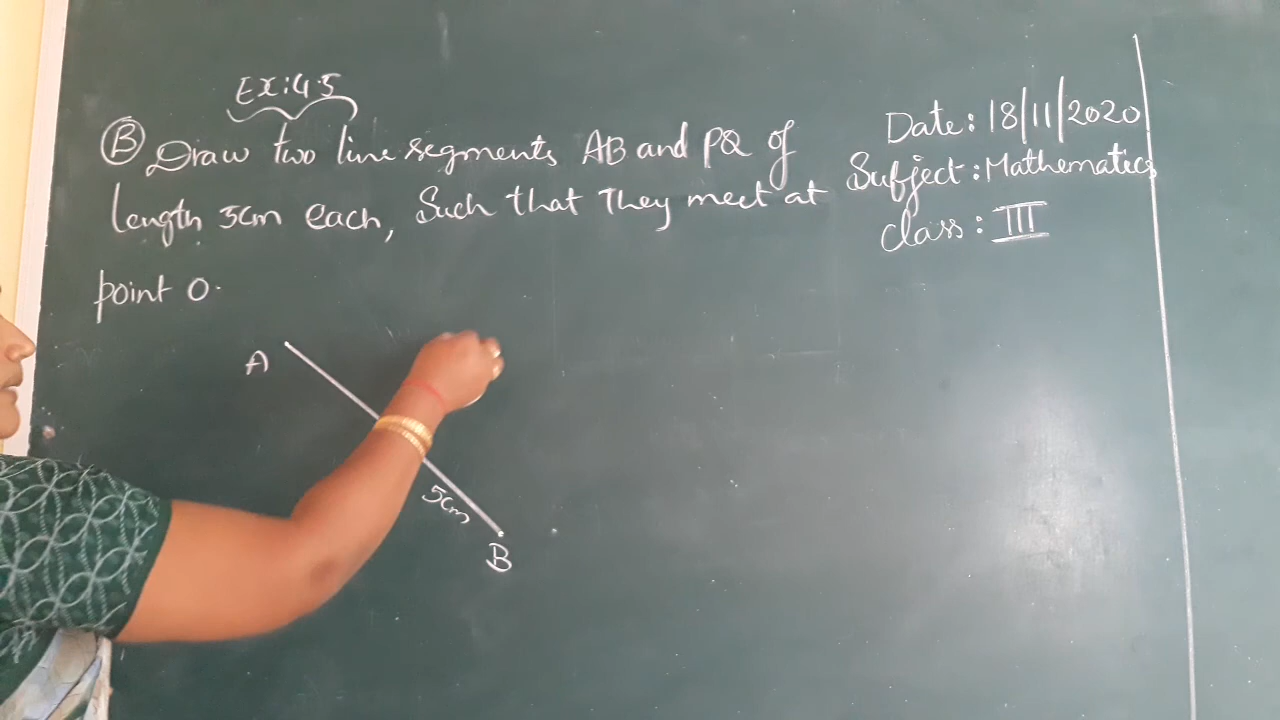 Ex:4.5
B Draw two line segments AB and PQ of
length 5cm each, Such that They meet at
point O.
Date: 18/11/2020
Subject: Mathematics
class: III
A
5cm
B